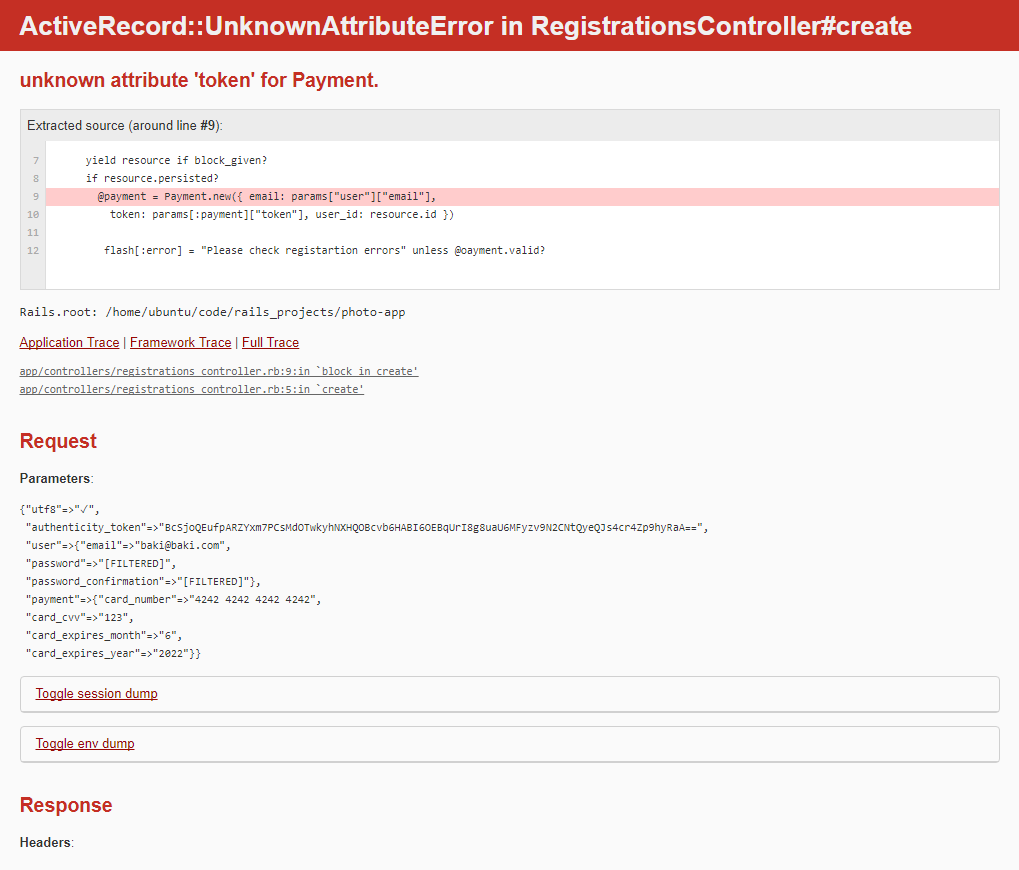 ActiveRecord::UnknownAttributeError in RegistrationsController#create
unknown attribute 'token' for Payment.
Extracted source (around line #9):
7 yield resource if block_given?
8 if resource.persisted?
9 @payment = Payment.new({ email: params["user"]["email"],
10 token: params[:payment]["token"], user_id: resource.id })
11
12 flash[:error] = "Please check registartion errors" unless @oayment.valid?
Rails.root: /home/ubuntu/code/rails_projects/photo-app
Application Trace | Framework Trace | Full Trace
app/controllers/registrations_controller.rb:9:in `block in create'
app/controllers/registrations_controller.rb:5:in `create'
Request
Parameters:
{"utf8"=>"✓",
"authenticity_token"=>"BcSjoQEufpARZYxm7PCsMdOTwkyhNXHQOBcvb6HABI6OEBqUrI8g8uaU6MFyzv9N2CNtQyeQJs4cr4Zp9hyRaA==",
"user"=>{"email"=>"baki@baki.com",
"password"=>"[FILTERED]",
"password_confirmation"=>"[FILTERED]"},
"payment"=>{"card_number"=>"4242 4242 4242 4242",
"card_cvv"=>"123",
"card_expires_month"=>"6",
"card_expires_year"=>"2022"}}
Toggle session dump
Toggle env dump
Response
Headers: